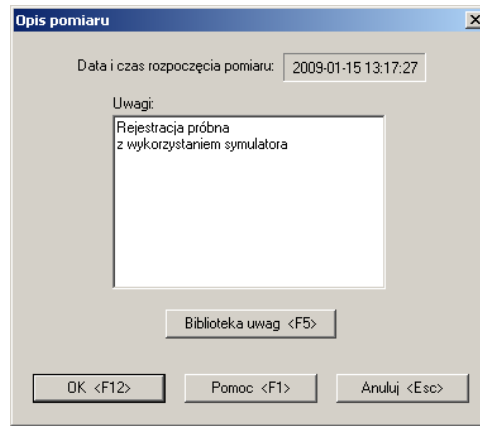 Opis pomiaru
Data i czas rozpoczęcia pomiaru: 2009-01-15 13:17:27
Uwagi:
Rejestracja próbna
z wykorzystaniem symulatora
Biblioteka uwag <F5>
OK <F12> Pomoc <F1> Anuluj <Esc>